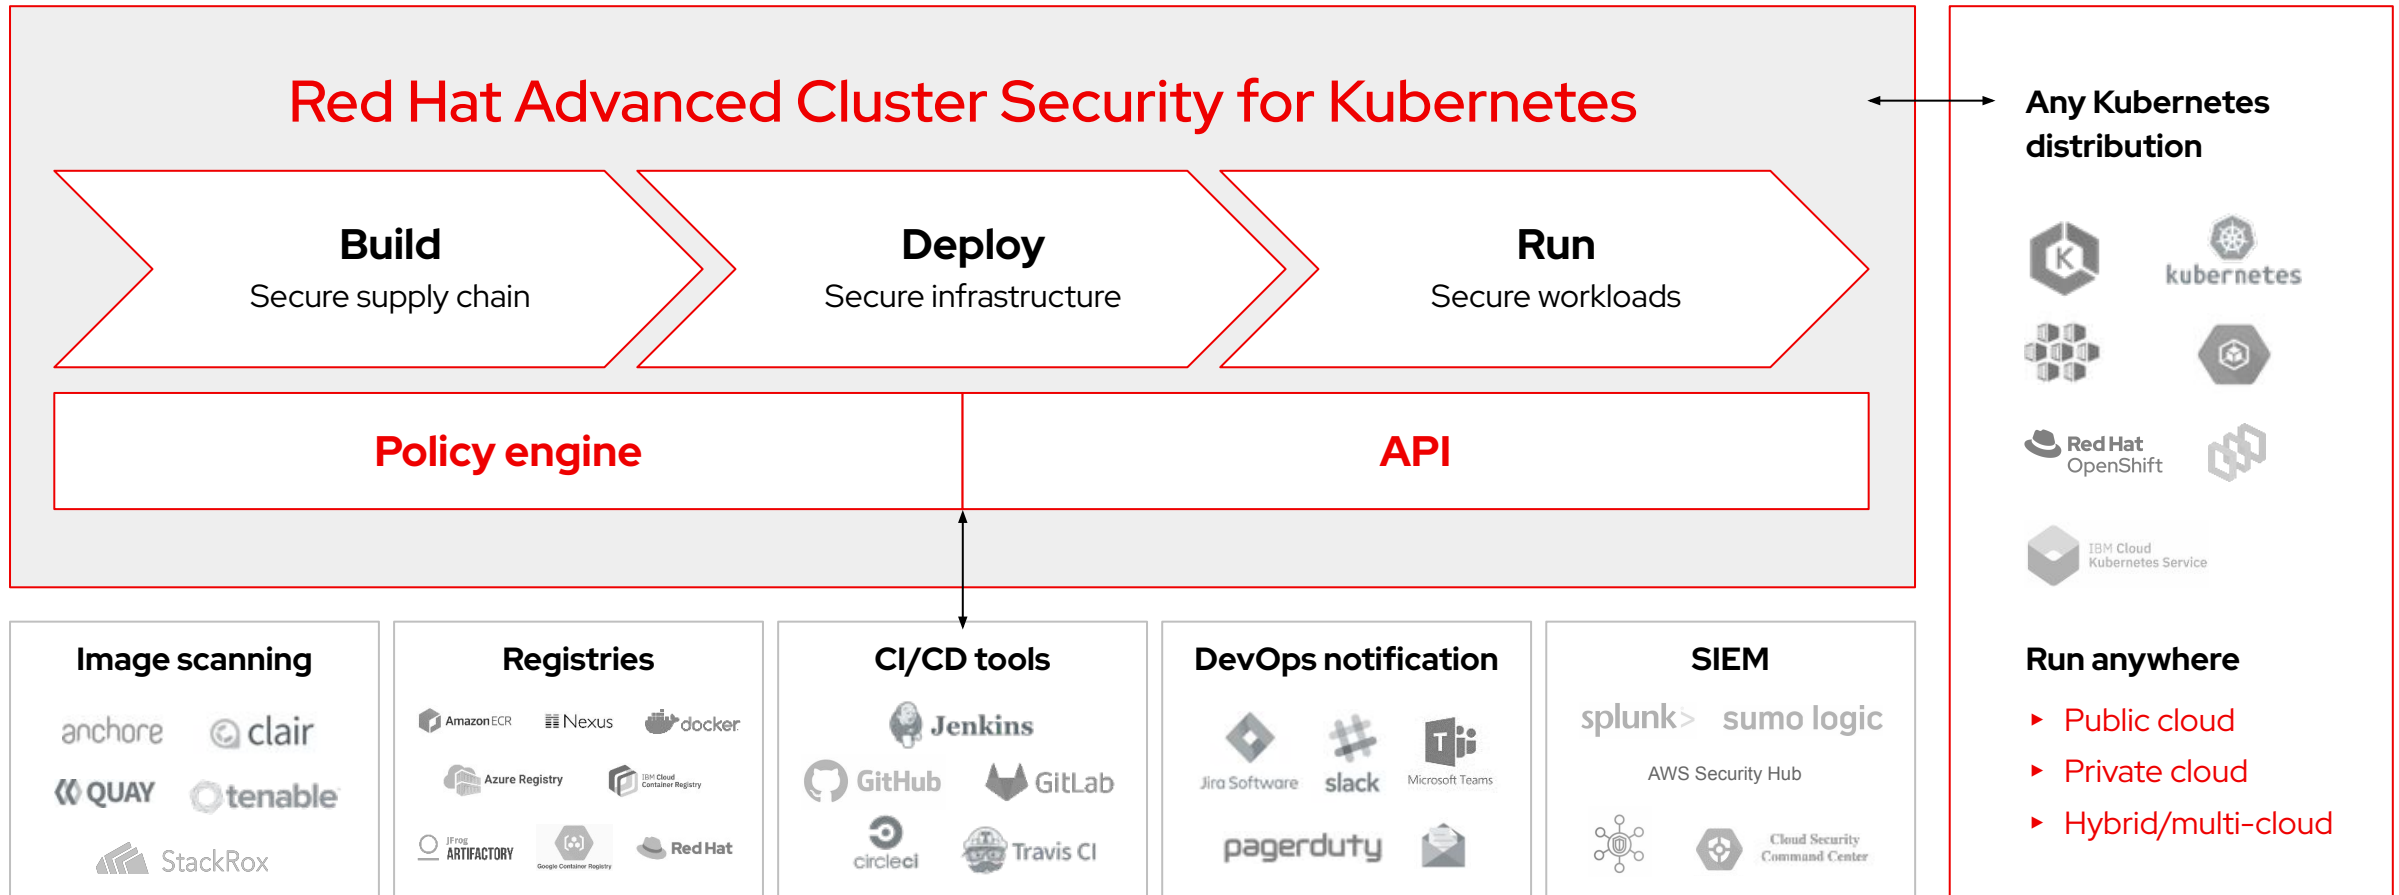 Red Hat Advanced Cluster Security for Kubernetes
Build
Secure supply chain
Deploy
Secure infrastructure
Run
Secure workloads
Policy engine
API
Any Kubernetes
distribution
K
kubernetes
Red Hat
OpenShift
IBM Cloud
Kubernetes Service
Run anywhere
Public cloud
Private cloud
Hybrid/multi-cloud
Image scanning
anchore
clair
QUAY
tenable
StackRox
Registries
Amazon ECR
Nexus
docker
Azure Registry
IBM Cloud
Container Registry
JFrog
ARTIFACTORY
Google Container Registry
Red Hat
CI/CD tools
Jenkins
GitHub
GitLab
circleci
Travis CI
DevOps notification
Jira Software
slack
T
Microsoft Teams
pagerduty
SIEM
splunk>
sumo logic
AWS Security Hub
Cloud Security
Command Center